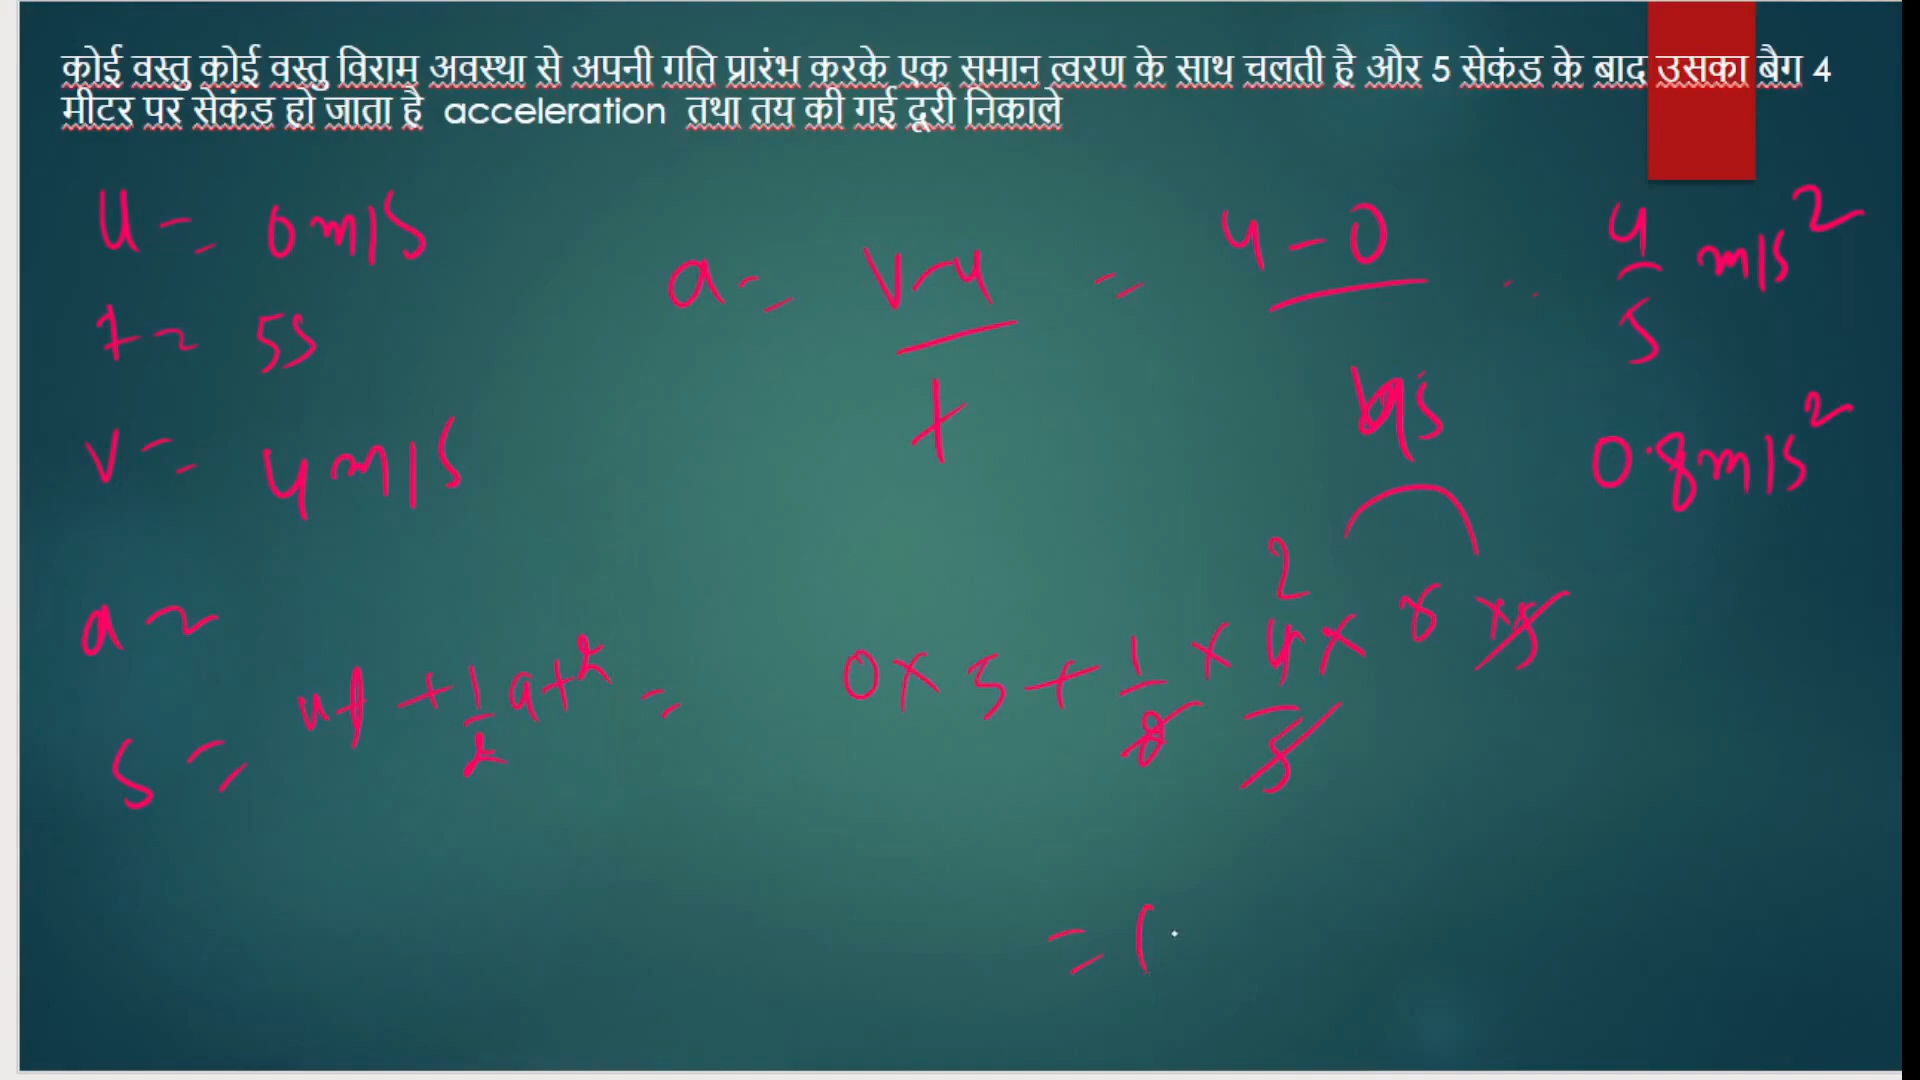 कोई वस्तु कोई वस्तु विराम अवस्था से अपनी गति प्रारंभ करके एक समान त्वरण के साथ चलती है और 5 सेकंड के बाद उसका बैग 4
मीटर पर सेकंड हो जाता है acceleration तथा तय की गई दूरी निकाले
u = 0 m/s
a = v-u / t = 4-0 / = 4/5 m/s²
t = 5s
v = 4 m/s
0.8 m/s²
a =
s = ut + 1/2 at² = 0 × 5 + 1/2 × 4/5 × 5 × 5
2
= (